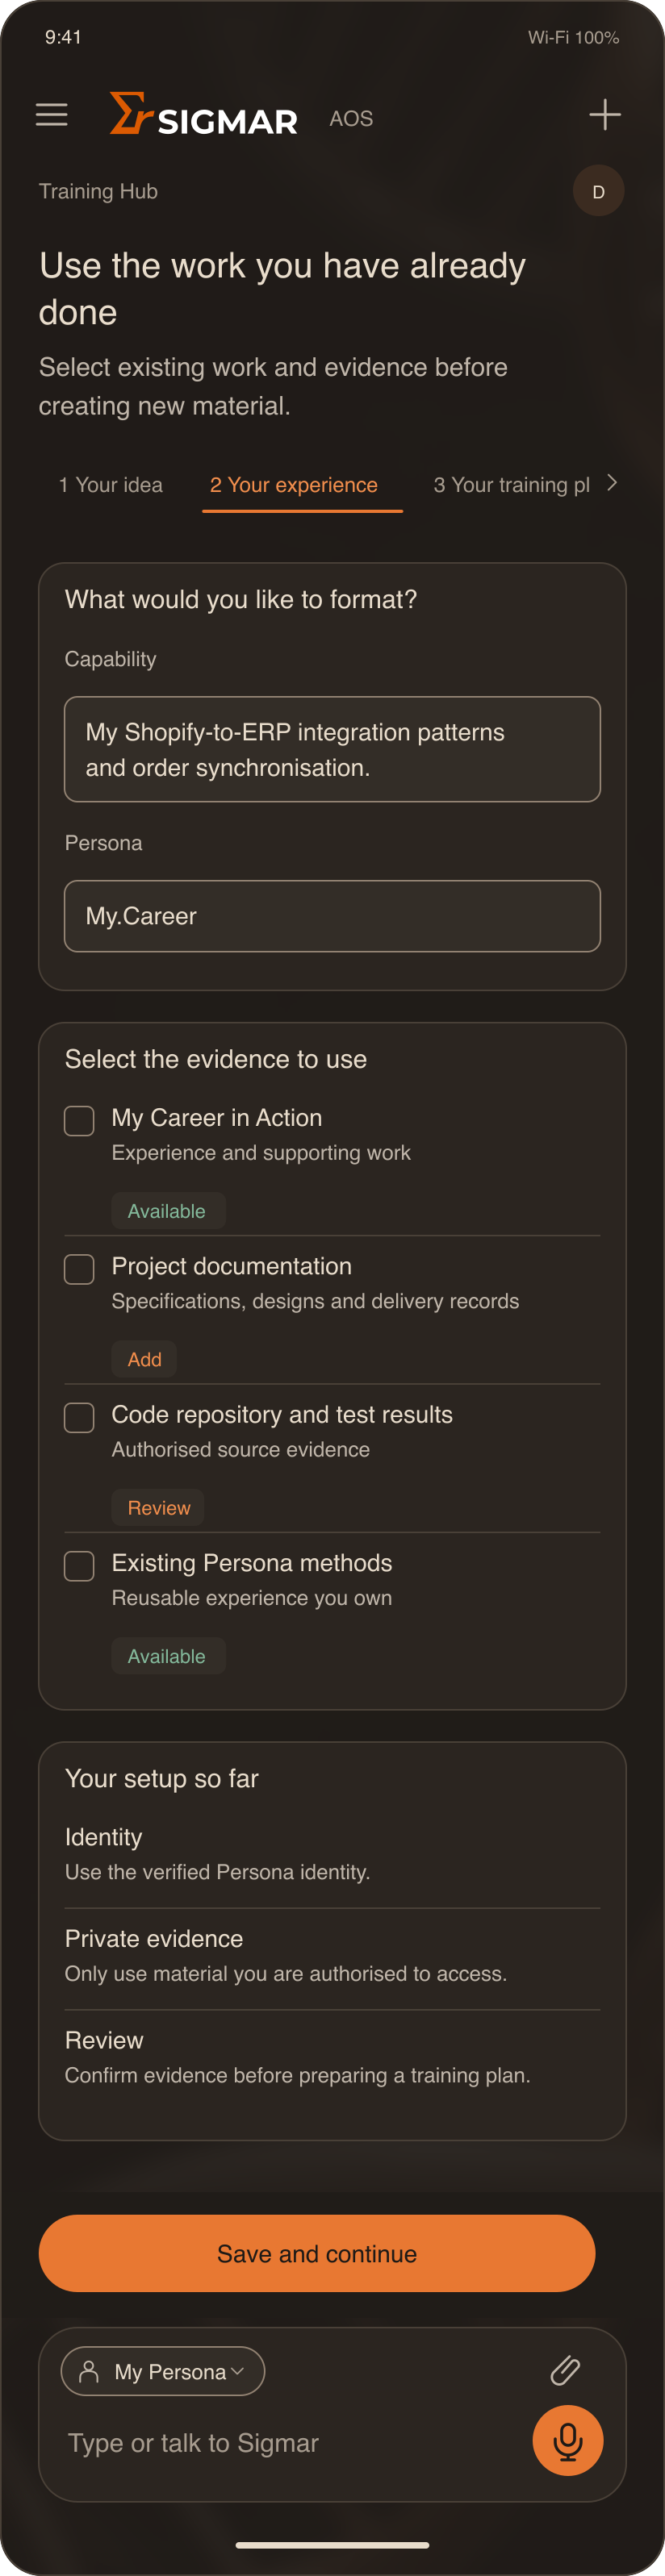 9:41
Wi-Fi 100%
Σr SIGMAR AOS
Training Hub
D
Use the work you have already
done
Select existing work and evidence before
creating new material.
1 Your idea
2 Your experience
3 Your training pl
What would you like to format?
Capability
My Shopify-to-ERP integration patterns
and order synchronisation.
Persona
My.Career
Select the evidence to use
My Career in Action
Experience and supporting work
Available
Project documentation
Specifications, designs and delivery records
Add
Code repository and test results
Authorised source evidence
Review
Existing Persona methods
Reusable experience you own
Available
Your setup so far
Identity
Use the verified Persona identity.
Private evidence
Only use material you are authorised to access.
Review
Confirm evidence before preparing a training plan.
Save and continue
My Persona
Type or talk to Sigmar